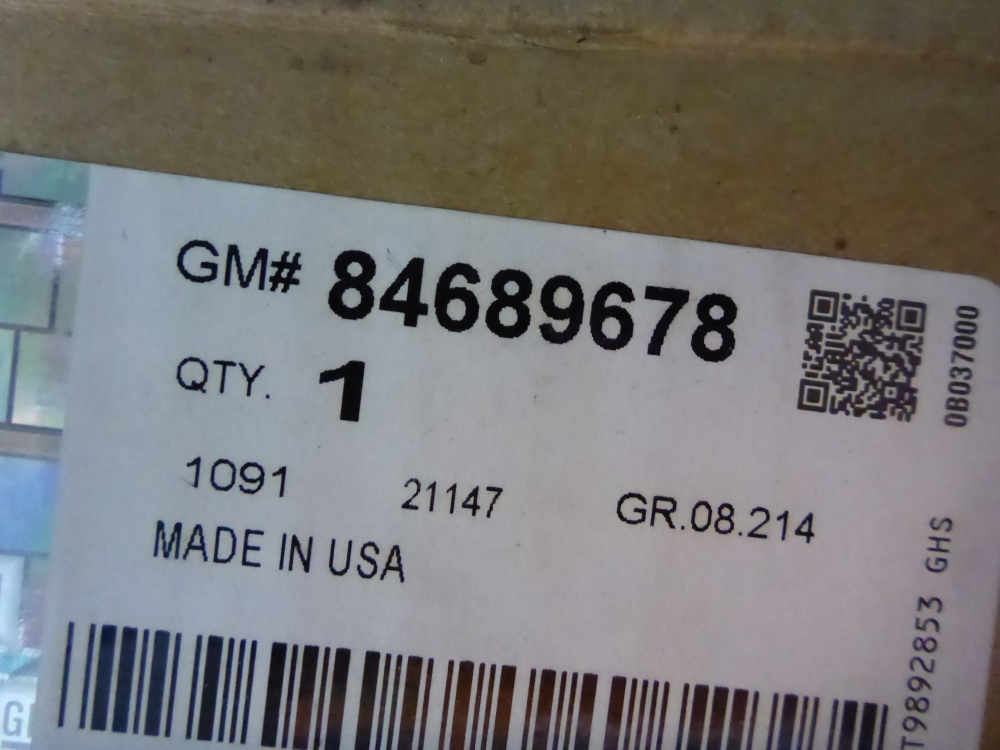 GM# 84689678
QTY. 1
1091 21147 GR.08.214
MADE IN USA
0B037000
T9892853 GHS